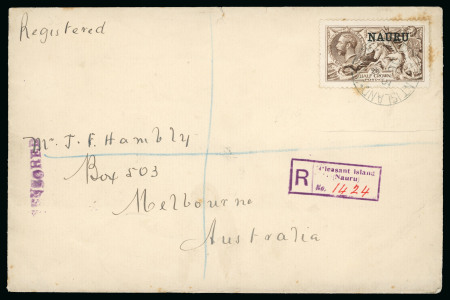 Registered
NAURU
HALF CROWN
Mr. J. F. Hambly
Box 503
Melbourne
Australia
R
Pleasant Island
(Nauru)
No. 1424